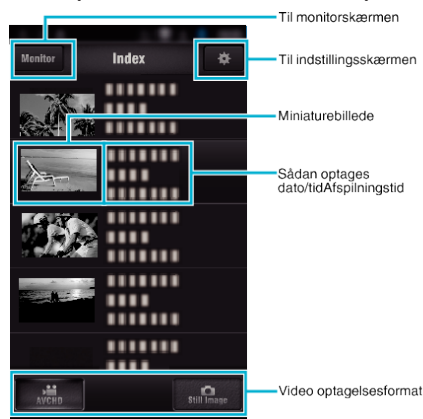 Til monitorskærmen
Monitor
Index
Til indstillingsskærmen
Miniaturebillede
Sådan optages
dato/tidAfspilningstid
AVCHD
Still Image
Video optagelsesformat